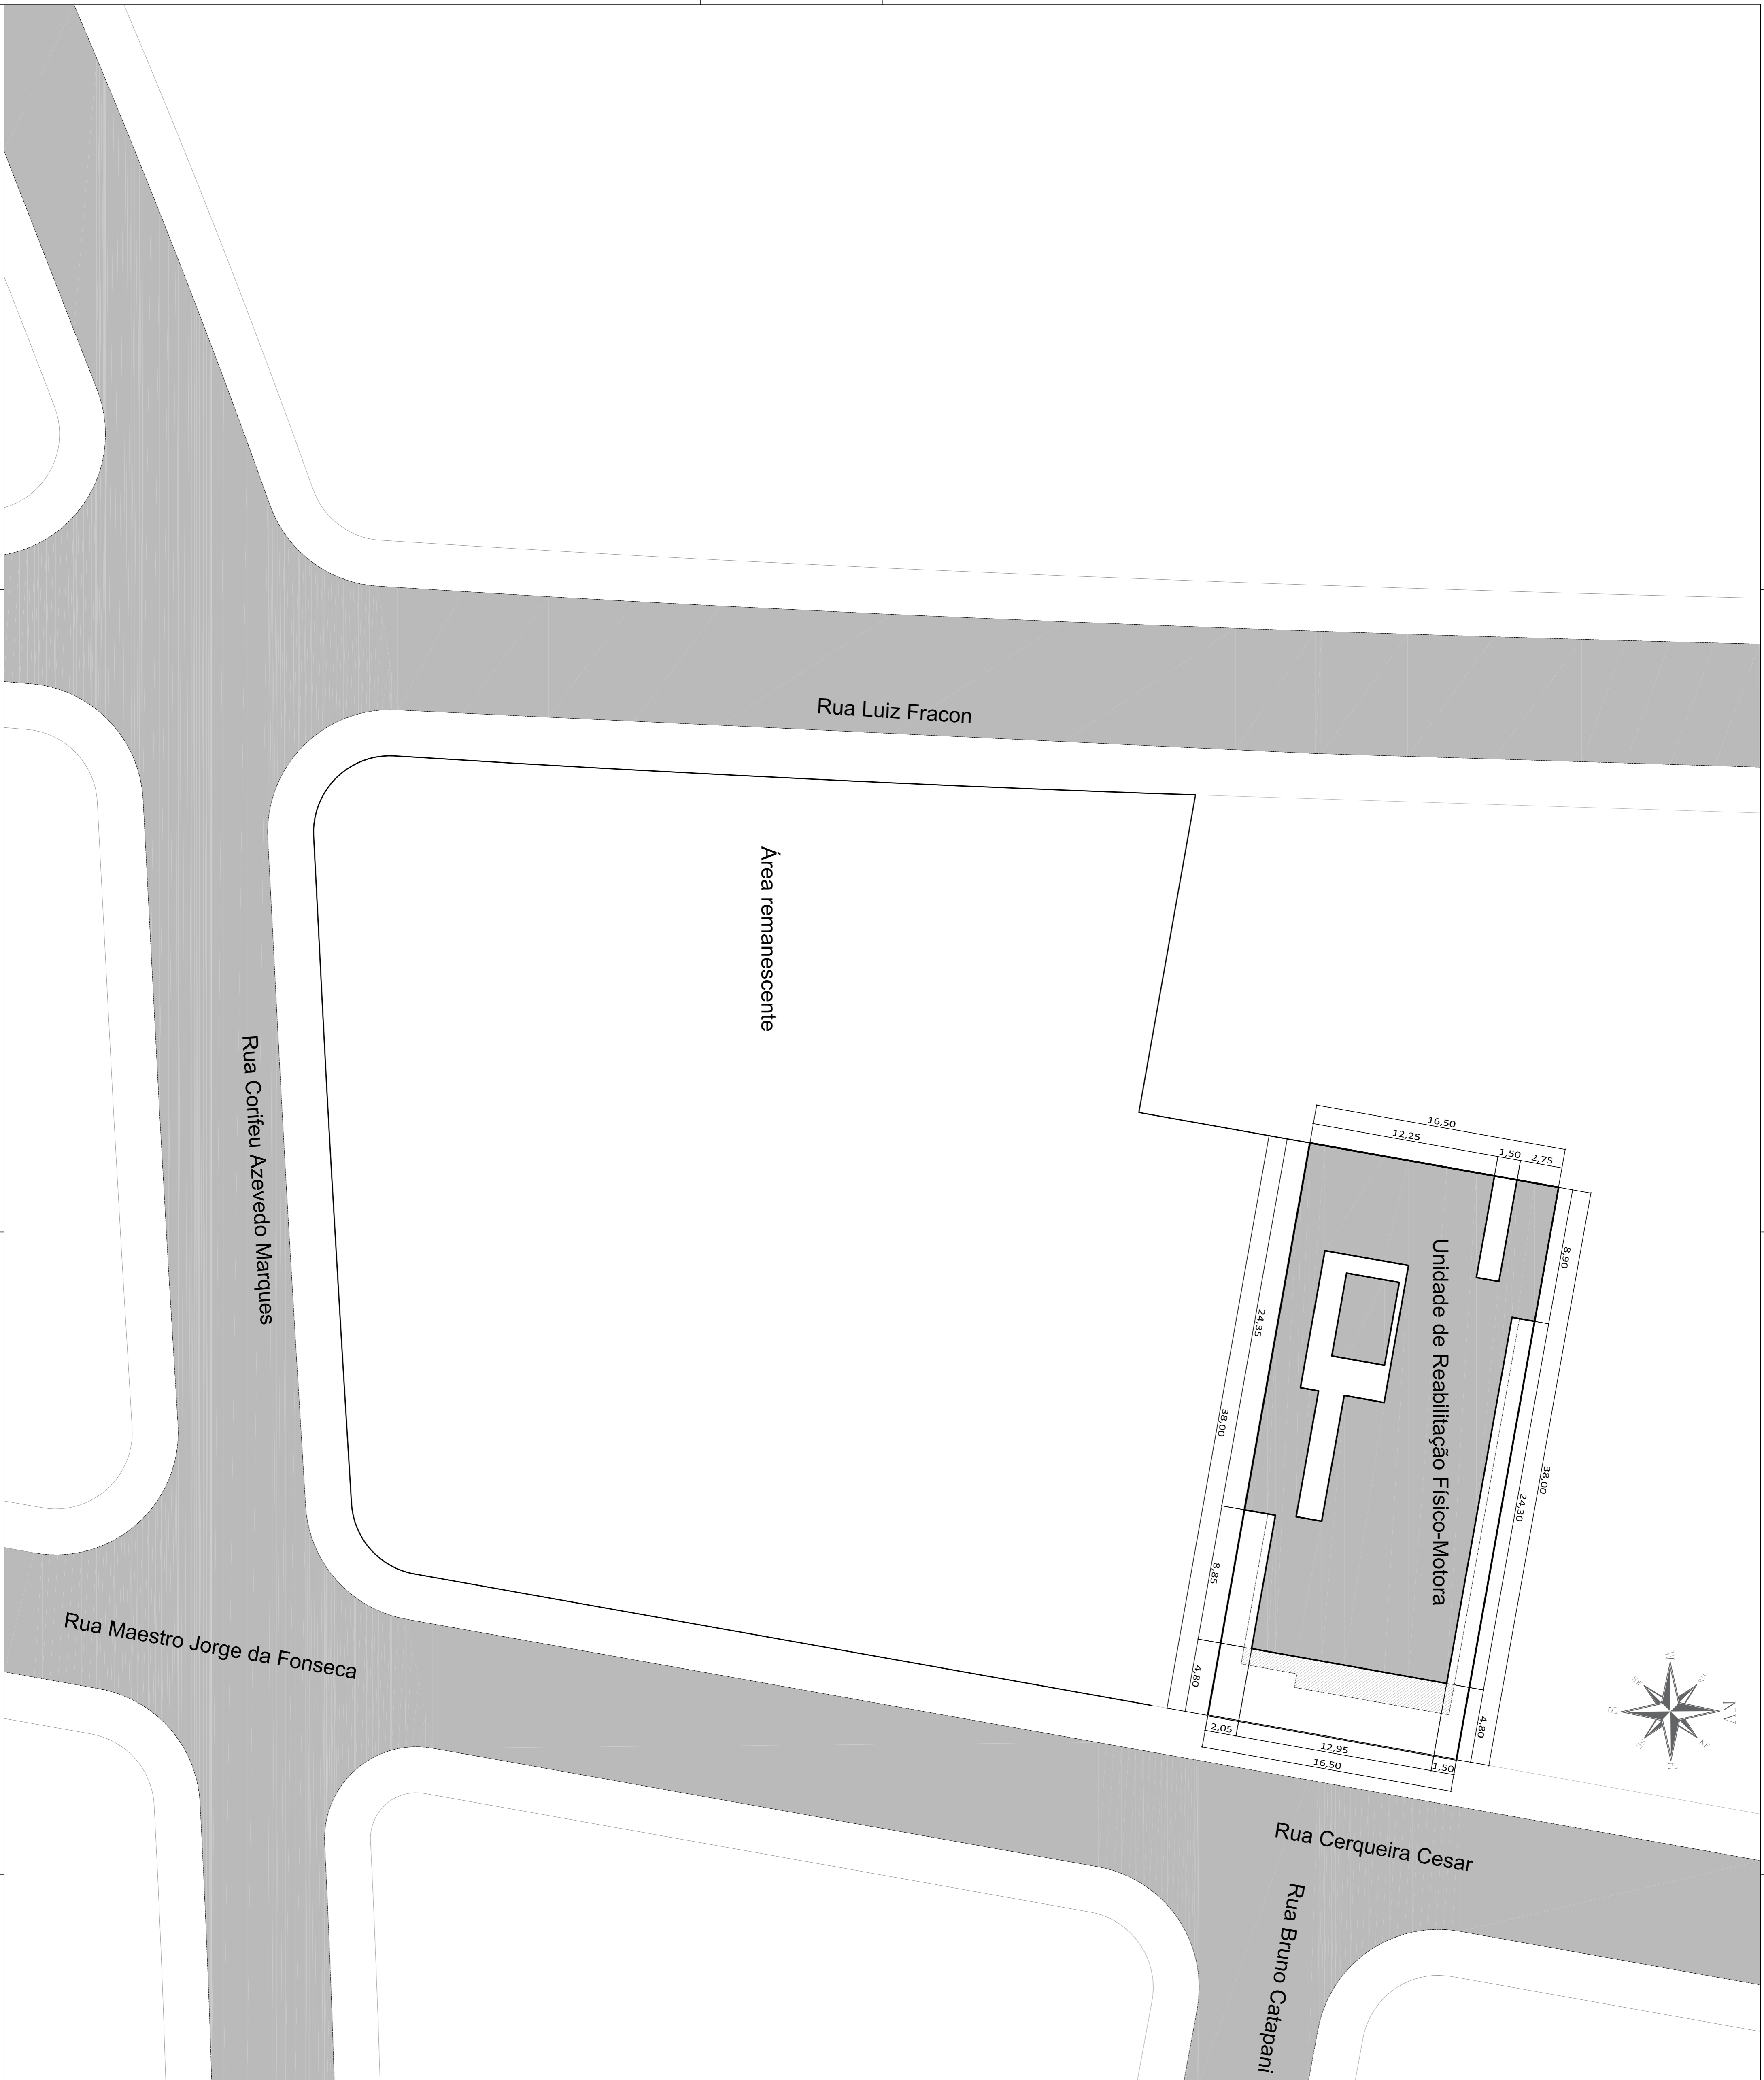 Rua Luiz Fracon
Área remanescente
Rua Corifeu Azevedo Marques
Rua Maestro Jorge da Fonseca
16,50
12,25
1,50
2,75
8,90
Unidade de Reabilitação Físico-Motora
24,35
38,00
38,00
24,30
8,85
4,80
4,80
2,05
12,95
1,50
16,50
W
S
E
NE
Rua Cerqueira Cesar
Rua Bruno Catapani